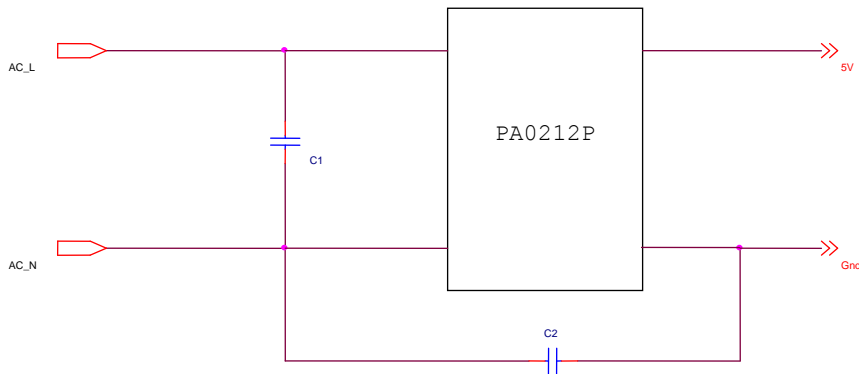 AC_L
5V
PA0212P
C1
AC_N
Gnd
C2